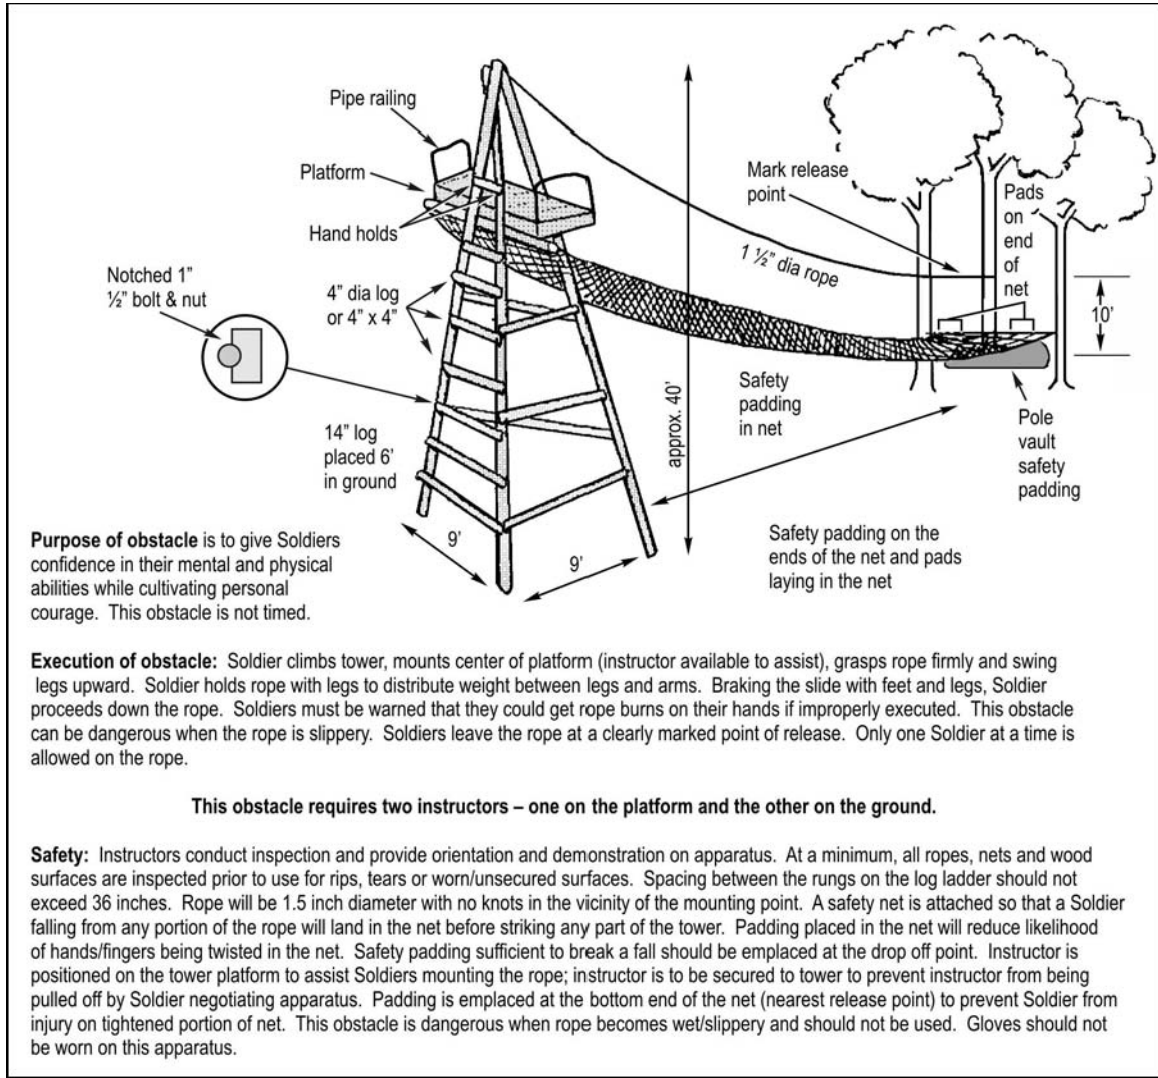 Pipe railing
Platform
Hand holds
Notched 1”
½” bolt & nut
4” dia log
or 4” x 4”
14” log
placed 6’
in ground
9’
9’
approx. 40’
1 ½” dia rope
Mark release
point
Pads
on
end
of
net
10’
Safety
padding
in net
Pole
vault
safety
padding
Safety padding on the
ends of the net and pads
laying in the net
Purpose of obstacle is to give Soldiers
confidence in their mental and physical
abilities while cultivating personal
courage. This obstacle is not timed.
Execution of obstacle: Soldier climbs tower, mounts center of platform (instructor available to assist), grasps rope firmly and swing
legs upward. Soldier holds rope with legs to distribute weight between legs and arms. Braking the slide with feet and legs, Soldier
proceeds down the rope. Soldiers must be warned that they could get rope burns on their hands if improperly executed. This obstacle
can be dangerous when the rope is slippery. Soldiers leave the rope at a clearly marked point of release. Only one Soldier at a time is
allowed on the rope.
This obstacle requires two instructors – one on the platform and the other on the ground.
Safety: Instructors conduct inspection and provide orientation and demonstration on apparatus. At a minimum, all ropes, nets and wood
surfaces are inspected prior to use for rips, tears or worn/unsecured surfaces. Spacing between the rungs on the log ladder should not
exceed 36 inches. Rope will be 1.5 inch diameter with no knots in the vicinity of the mounting point. A safety net is attached so that a Soldier
falling from any portion of the rope will land in the net before striking any part of the tower. Padding placed in the net will reduce likelihood
of hands/fingers being twisted in the net. Safety padding sufficient to break a fall should be emplaced at the drop off point. Instructor is
positioned on the tower platform to assist Soldiers mounting the rope; instructor is to be secured to tower to prevent instructor from being
pulled off by Soldier negotiating apparatus. Padding is emplaced at the bottom end of the net (nearest release point) to prevent Soldier from
injury on tightened portion of net. This obstacle is dangerous when rope becomes wet/slippery and should not be used. Gloves should not
be worn on this apparatus.